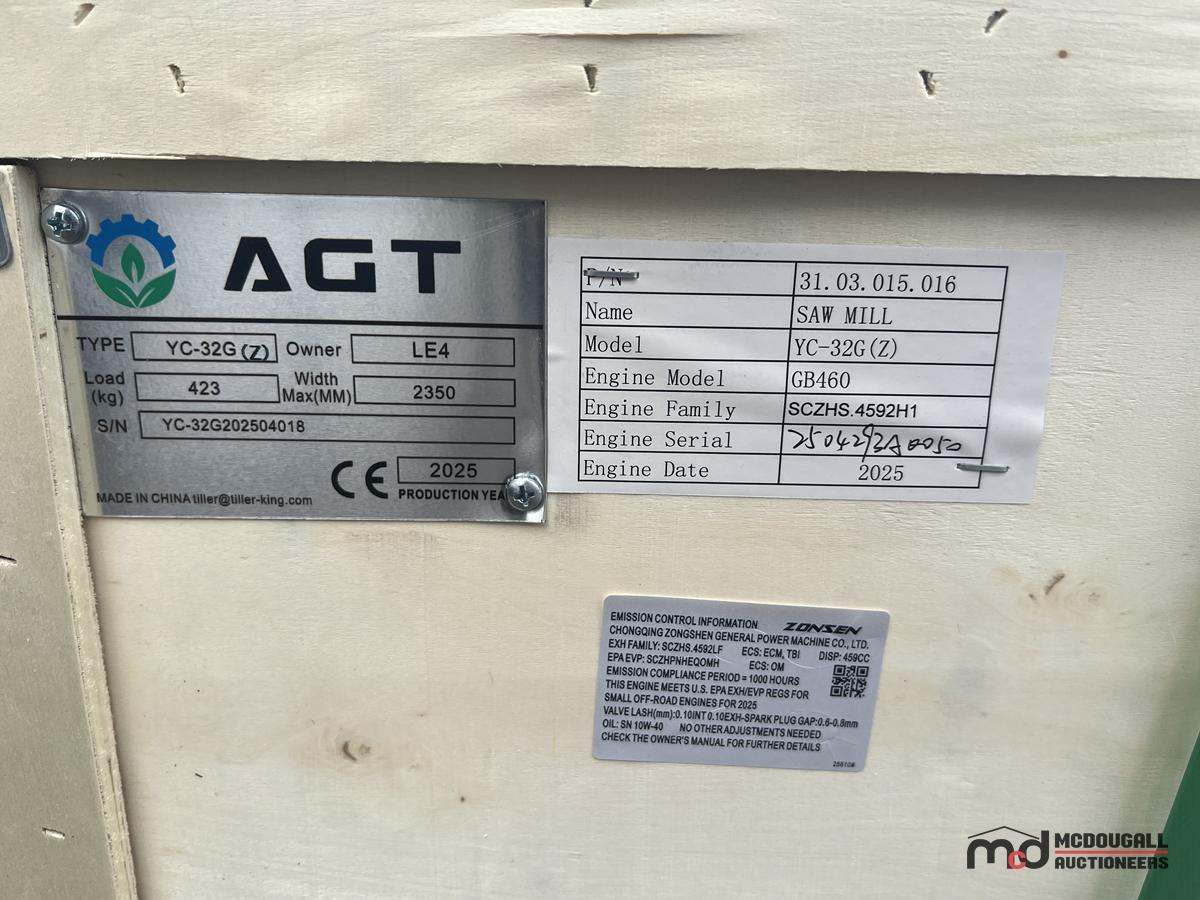 AGT
TYPE YC-32G (Z) Owner LE4
Load (kg) 423 Width Max(MM) 2350
S/N YC-32G202504018
CE 2025
MADE IN CHINA tiller@tiller-king.com PRODUCTION YEA
P/N 31.03.015.016
Name SAW MILL
Model YC-32G(Z)
Engine Model GB460
Engine Family SCZHS.4592H1
Engine Serial
Engine Date 2025
EMISSION CONTROL INFORMATION ZONSEN
CHONGQING ZONGSHEN GENERAL POWER MACHINE CO., LTD.
EXH FAMILY: SCZHS.4592LF ECS: ECM, TBI DISP: 459CC
EPA EVP: SCZHPNHEQOMH ECS: OM
EMISSION COMPLIANCE PERIOD = 1000 HOURS
THIS ENGINE MEETS U.S. EPA EXH/EVP REGS FOR
SMALL OFF-ROAD ENGINES FOR 2025
VALVE LASH(mm):0.10INT 0.10EXH-SPARK PLUG GAP:0.6-0.8mm
OIL: SN 10W-40 NO OTHER ADJUSTMENTS NEEDED
CHECK THE OWNER'S MANUAL FOR FURTHER DETAILS
mcd MCDOUGALL
AUCTIONEERS